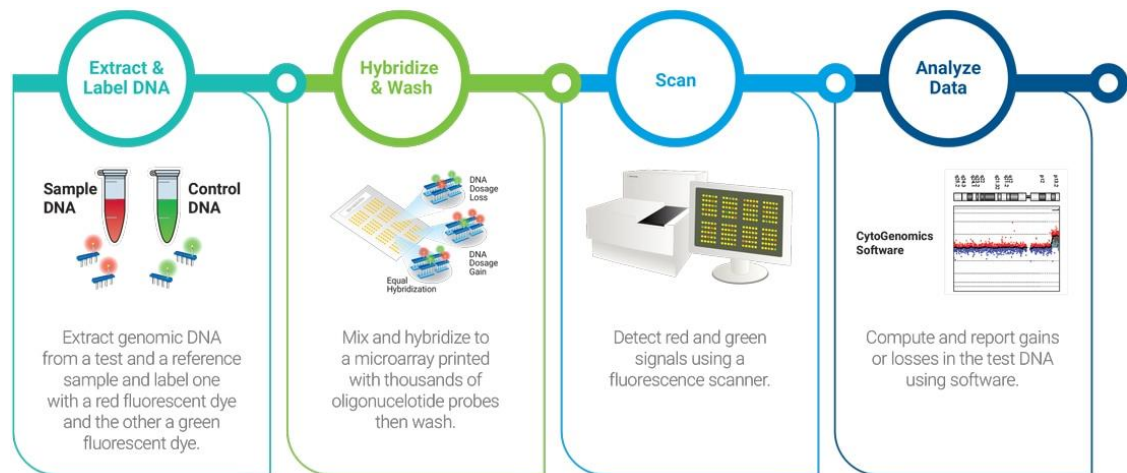 Extract &
Label DNA
Hybridize
& Wash
Scan
Analyze
Data
Sample
DNA
Control
DNA
DNA
Dosage
Loss
DNA
Dosage
Gain
Equal
Hybridization
CytoGenomics
Software
Extract genomic DNA
from a test and a reference
sample and label one
with a red fluorescent dye
and the other a green
fluorescent dye.
Mix and hybridize to
a microarray printed
with thousands of
oligonucelotide probes
then wash.
Detect red and green
signals using a
fluorescence scanner.
Compute and report gains
or losses in the test DNA
using software.